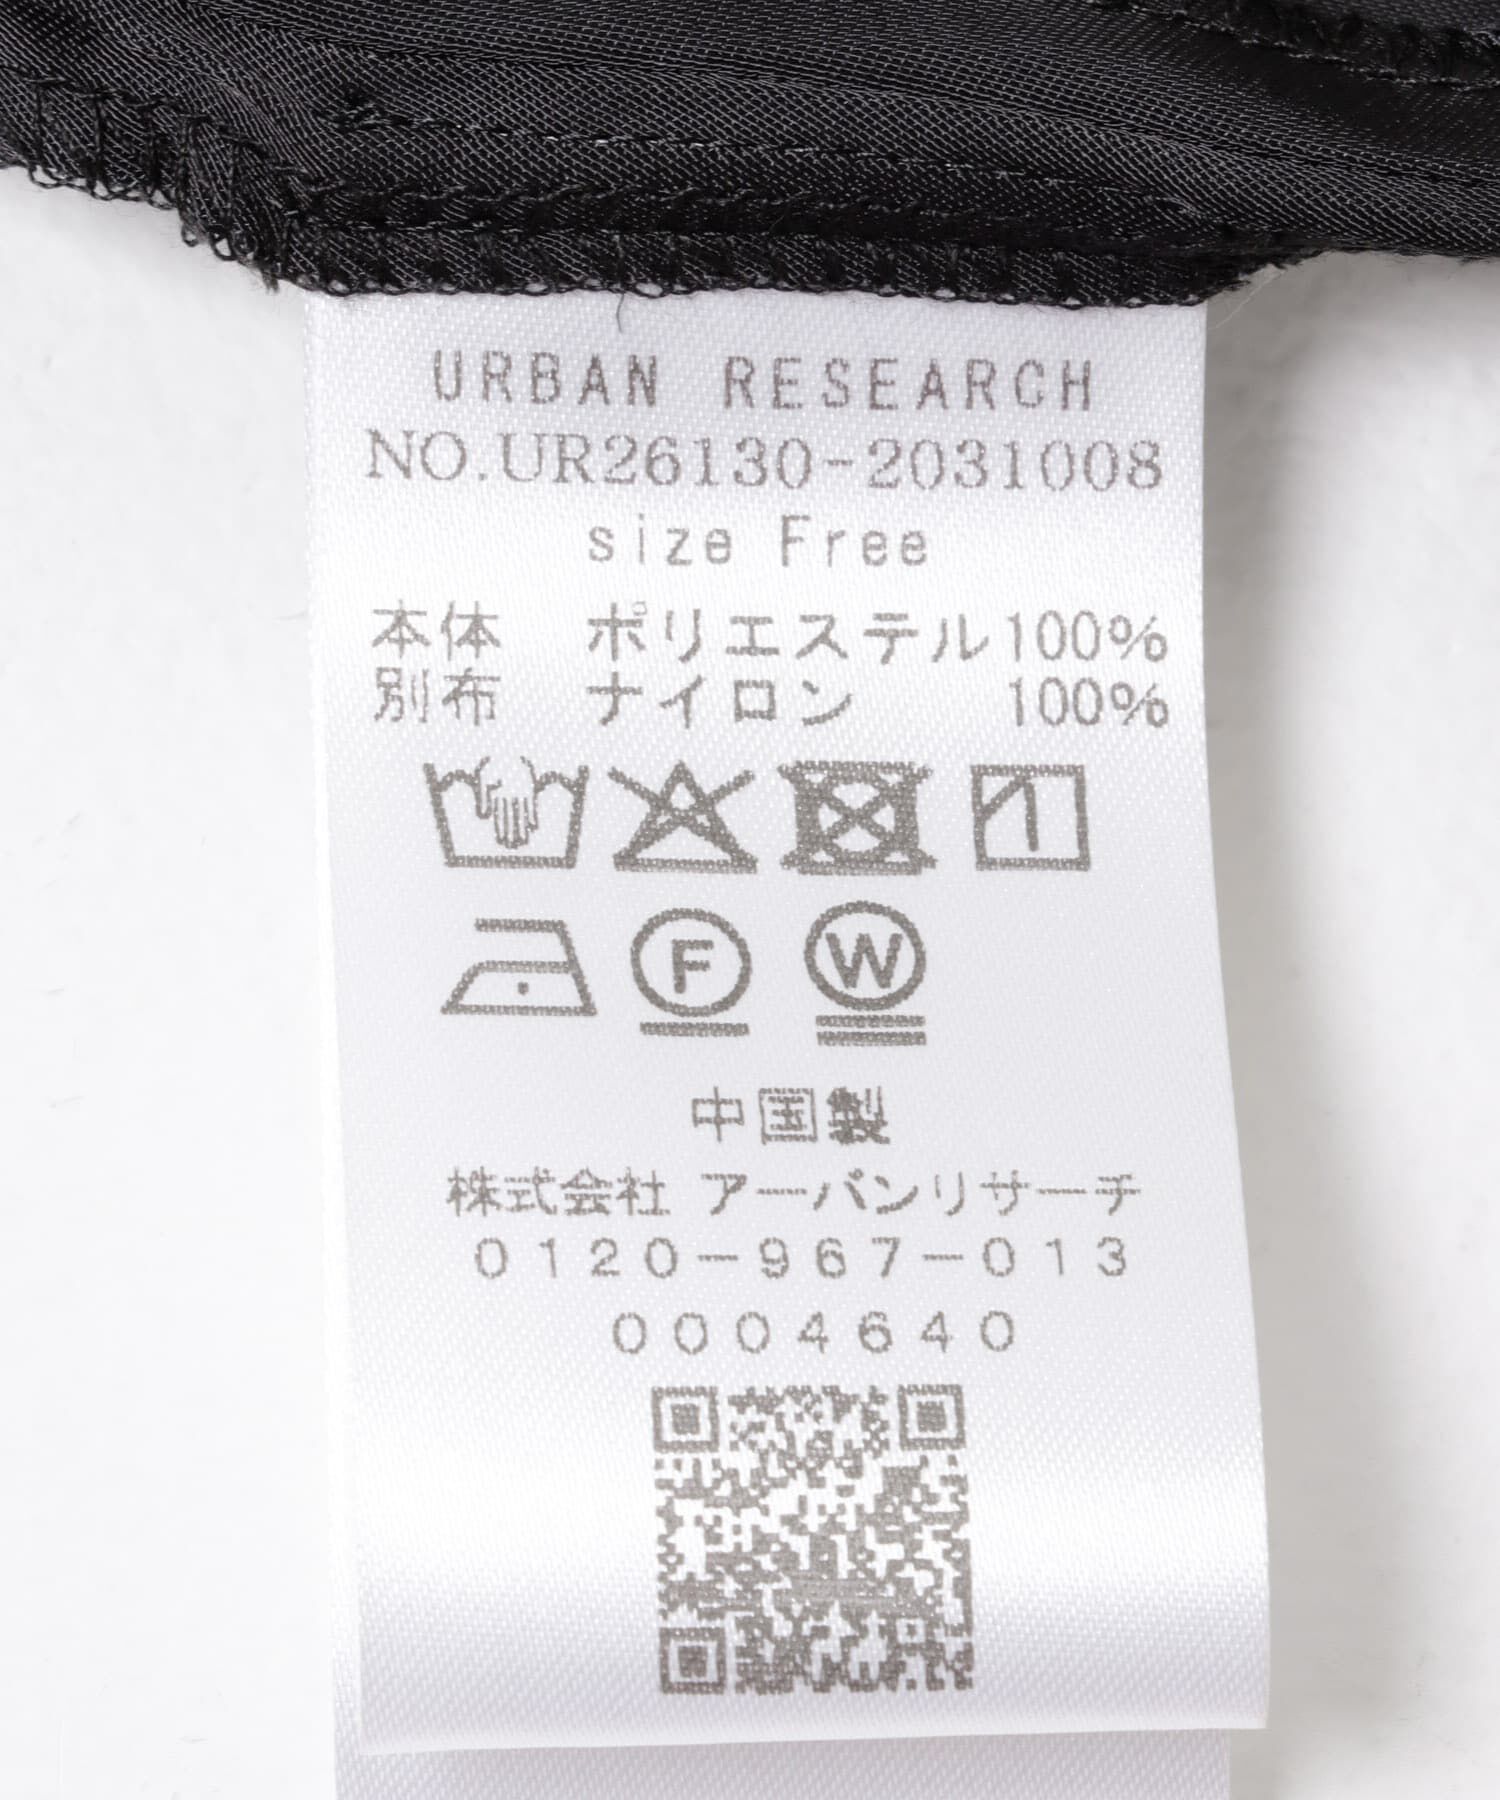 URBAN RESEARCH
NO.UR26130-2031008
size Free
本体 ポリエステル100%
別布 ナイロン 100%
F W
中国製
株式会社 アーバンリサーチ
0120-967-013
0004640